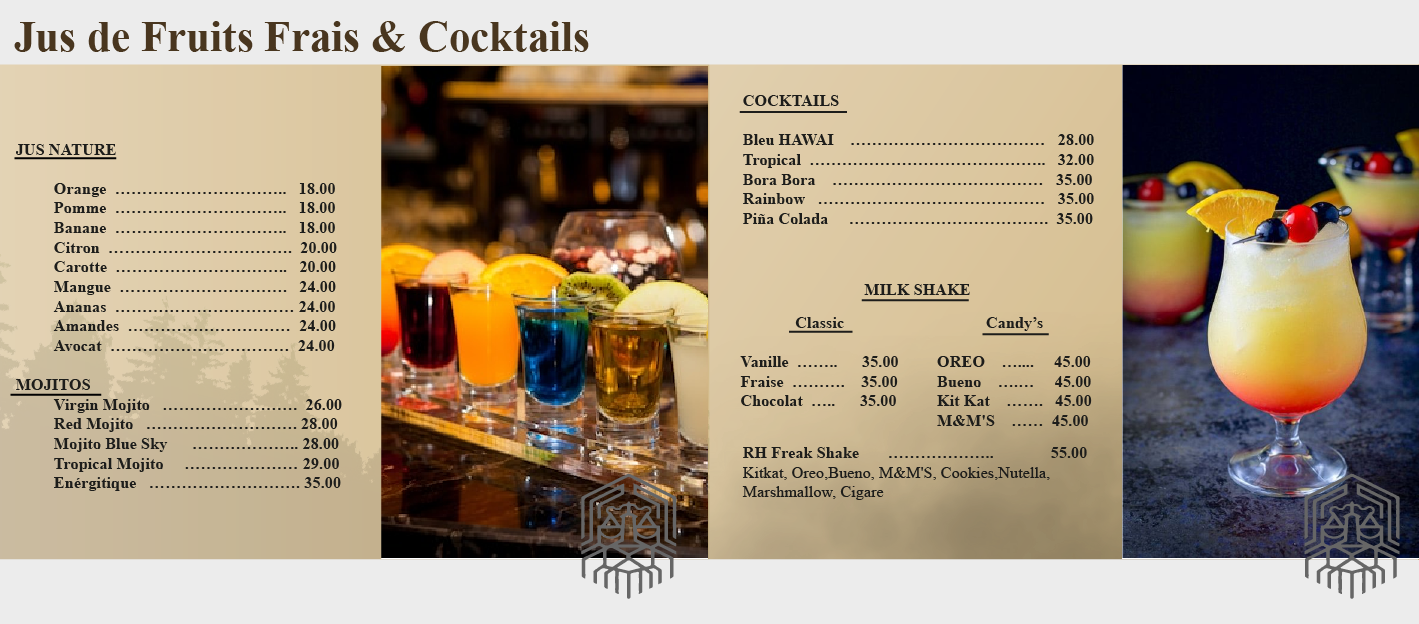 Jus de Fruits Frais & Cocktails
JUS NATURE
Orange ................................ 18.00
Pomme ................................ 18.00
Banane ................................ 18.00
Citron ................................ 20.00
Carotte ................................ 20.00
Mangue ................................ 24.00
Ananas ................................ 24.00
Amandes .............................. 24.00
Avocat ................................ 24.00
MOJITOS
Virgin Mojito ......................... 26.00
Red Mojito ............................ 28.00
Mojito Blue Sky .................... 28.00
Tropical Mojito ..................... 29.00
Enérgitique ............................ 35.00
COCKTAILS
Bleu HAWAI .................................... 28.00
Tropical ............................................ 32.00
Bora Bora ....................................... 35.00
Rainbow .......................................... 35.00
Piña Colada .................................... 35.00
MILK SHAKE
Classic
Vanille ........ 35.00
Fraise .......... 35.00
Chocolat ..... 35.00
Candy’s
OREO ....... 45.00
Bueno ....... 45.00
Kit Kat ....... 45.00
M&M'S ...... 45.00
RH Freak Shake .................... 55.00
Kitkat, Oreo,Bueno, M&M'S, Cookies,Nutella,
Marshmallow, Cigare